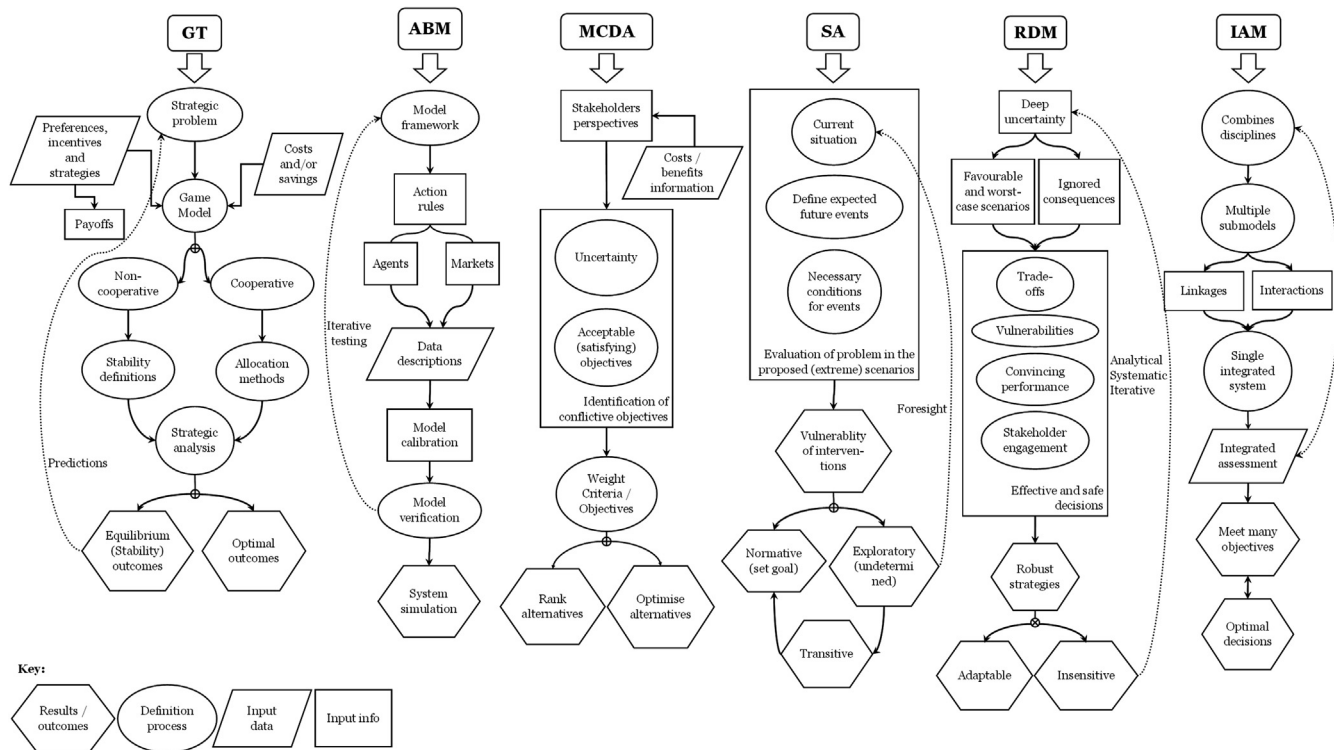 GT
Strategic
problem
Preferences,
incentives
and
strategies
Costs
and/or
savings
Game
Model
Payoffs
Non-
cooperative
Cooperative
Stability
definitions
Allocation
methods
Strategic
analysis
Predictions
Equilibrium
(Stability)
outcomes
Optimal
outcomes
ABM
Model
framework
Action
rules
Agents
Markets
Iterative
testing
Data
descriptions
Model
calibration
Model
verification
System
simulation
MCDA
Stakeholders
perspectives
Costs /
benefits
information
Uncertainty
Acceptable
(satisfying)
objectives
Identification of
conflictive objectives
Weight
Criteria /
Objectives
Rank
alternatives
Optimise
alternatives
SA
Current
situation
Define expected
future events
Necessary
conditions
for events
Evaluation of problem in the
proposed (extreme) scenarios
Foresight
Vulnerablity
of interven-
tions
Normative
(set goal)
Exploratory
(undeterm
ined)
Transitive
RDM
Deep
uncertainty
Favourable
and worst-
case scenarios
Ignored
consequences
Trade-
offs
Vulnerabilities
Convincing
performance
Stakeholder
engagement
Effective and safe
decisions
Analytical
Systematic
Iterative
Robust
strategies
Adaptable
Insensitive
IAM
Combines
disciplines
Multiple
submodels
Linkages
Interactions
Single
integrated
system
Integrated
assessment
Meet many
objectives
Optimal
decisions
Key:
Results /
outcomes
Definition
process
Input
data
Input info